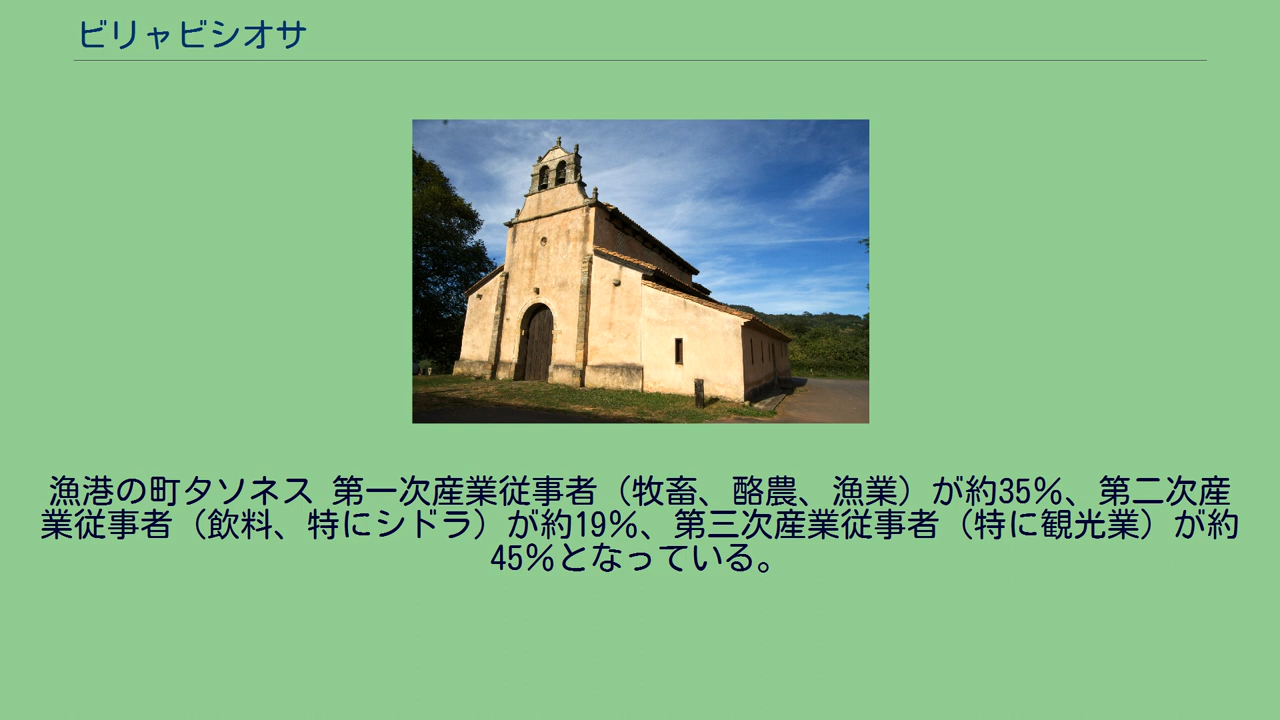 ビリャビシオサ
漁港の町タソネス 第一次産業従事者（牧畜、酪農、漁業）が約35%、第二次産
業従事者（飲料、特にシドラ）が約19%、第三次産業従事者（特に観光業）が約
45%となっている。